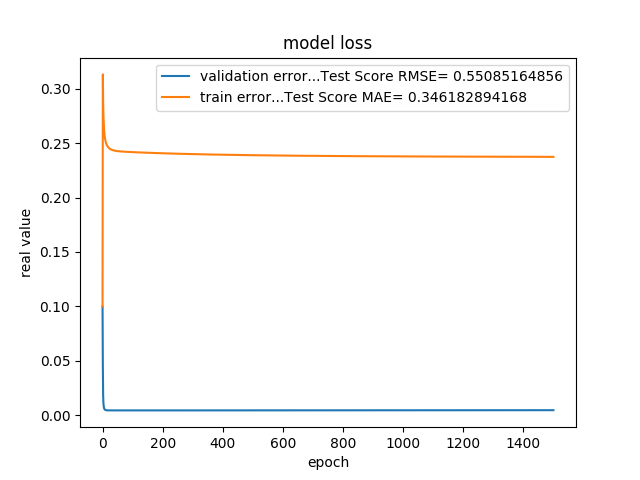 model loss
validation error...Test Score RMSE= 0.55085164856
train error...Test Score MAE= 0.346182894168
0.30
0.25
0.20
0.15
0.10
0.05
0.00
real value
0 200 400 600 800 1000 1200 1400
epoch